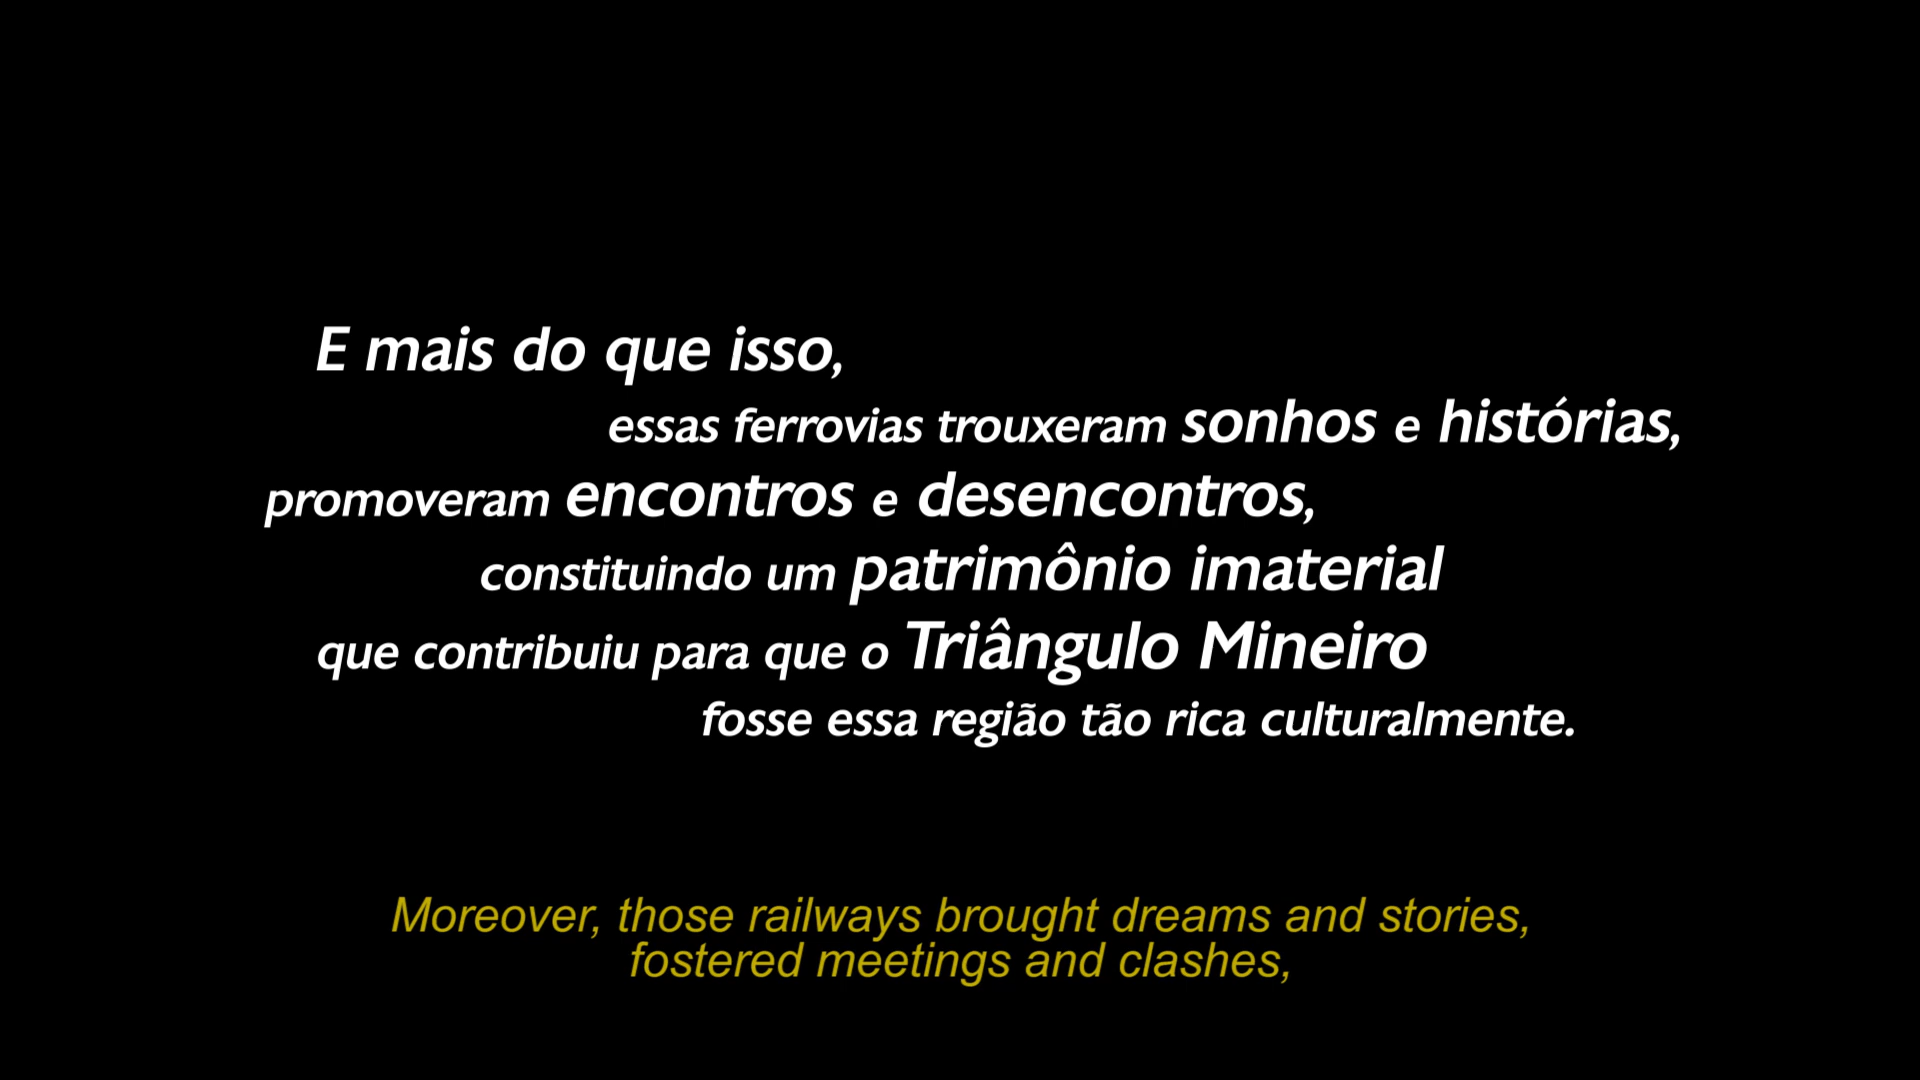 E mais do que isso,
essas ferrovias trouxeram sonhos e histórias,
promoveram encontros e desencontros,
constituindo um patrimônio imaterial
que contribuiu para que o Triângulo Mineiro
fosse essa região tão rica culturalmente.
Moreover, those railways brought dreams and stories,
fostered meetings and clashes,